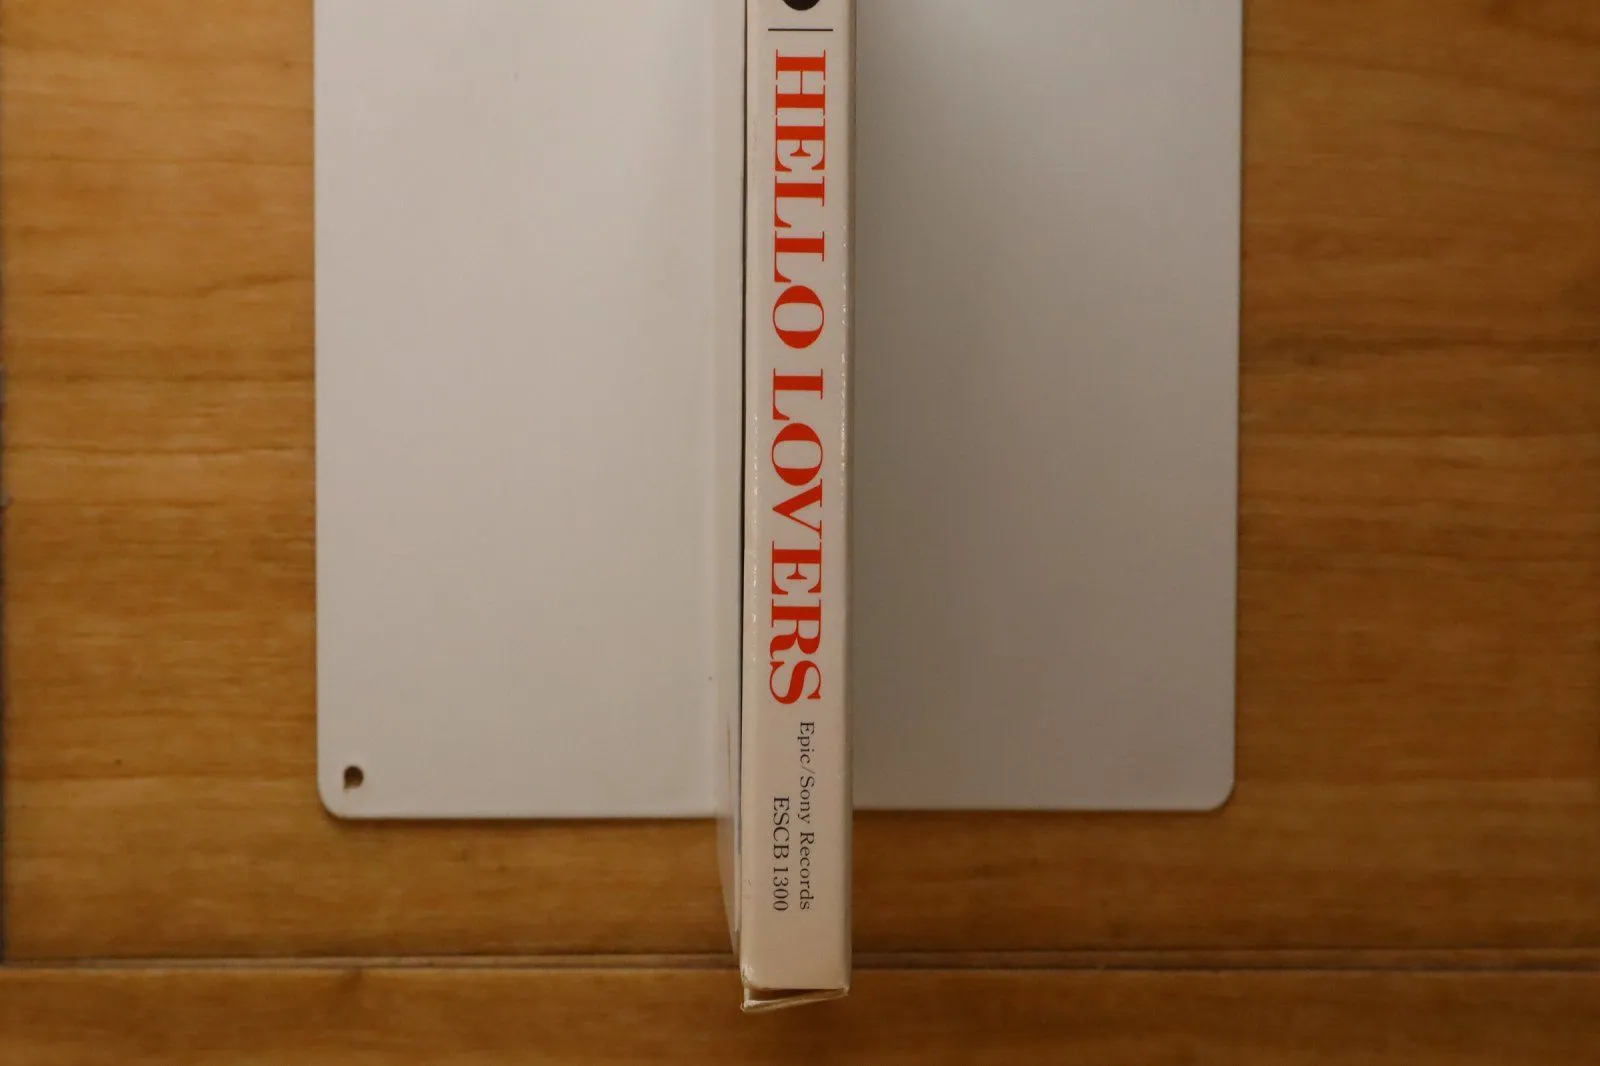 HELLO LOVERS
Epic/Sony Records
ESCB 1300